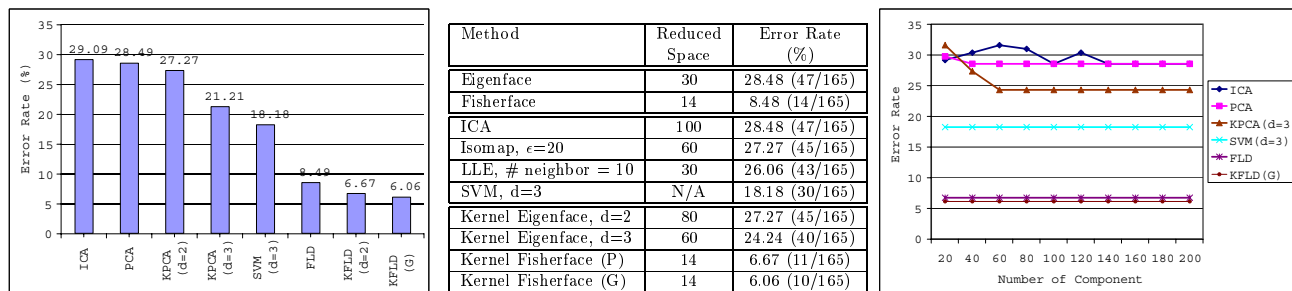 35
30
25
20
15
10
5
0
Error Rate (%)
29.09
28.49
27.27
21.21
18.18
8.49
6.67
6.06
ICA
PCA
KPCA (d=2)
KPCA (d=3)
SVM (d=3)
FLD
KFLD (d=2)
KFLD (G)
Method Reduced Space Error Rate (%)
Eigenface 30 28.48 (47/165)
Fisherface 14 8.48 (14/165)
ICA 100 28.48 (47/165)
Isomap, ϵ=20 60 27.27 (45/165)
LLE, # neighbor = 10 30 26.06 (43/165)
SVM, d=3 N/A 18.18 (30/165)
Kernel Eigenface, d=2 80 27.27 (45/165)
Kernel Eigenface, d=3 60 24.24 (40/165)
Kernel Fisherface (P) 14 6.67 (11/165)
Kernel Fisherface (G) 14 6.06 (10/165)
35
30
25
20
15
10
5
0
Error Rate
20 40 60 80 100 120 140 160 180 200
Number of Component
ICA
PCA
KPCA(d=3
SVM(d=3)
FLD
KFLD(G)